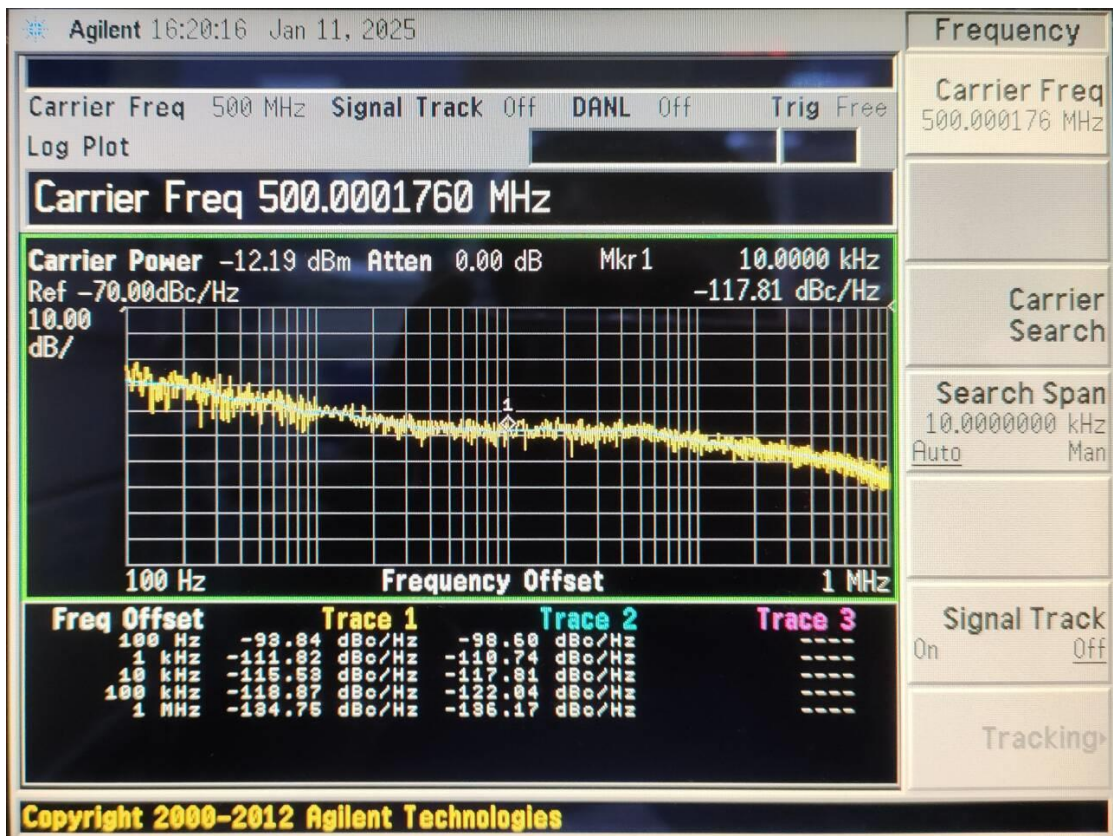 Agilent 16:20:16 Jan 11, 2025
Carrier Freq 500 MHz Signal Track Off DANL Off Trig Free
Log Plot
Carrier Freq 500.0001760 MHz
Carrier Power -12.19 dBm Atten 0.00 dB Mkr1 10.0000 kHz
Ref -70.00dBc/Hz -117.81 dBc/Hz
10.00
dB/
1
100 Hz Frequency Offset 1 MHz
Freq Offset Trace 1 Trace 2 Trace 3
100 Hz -93.84 dBc/Hz -98.60 dBc/Hz ----
1 kHz -111.82 dBc/Hz -110.74 dBc/Hz ----
10 kHz -115.53 dBc/Hz -117.81 dBc/Hz ----
100 kHz -118.87 dBc/Hz -122.04 dBc/Hz ----
1 MHz -134.75 dBc/Hz -136.17 dBc/Hz ----
Copyright 2000-2012 Agilent Technologies
Frequency
Carrier Freq
500.000176 MHz
Carrier
Search
Search Span
10.0000000 kHz
Auto Man
Signal Track
On Off
Tracking